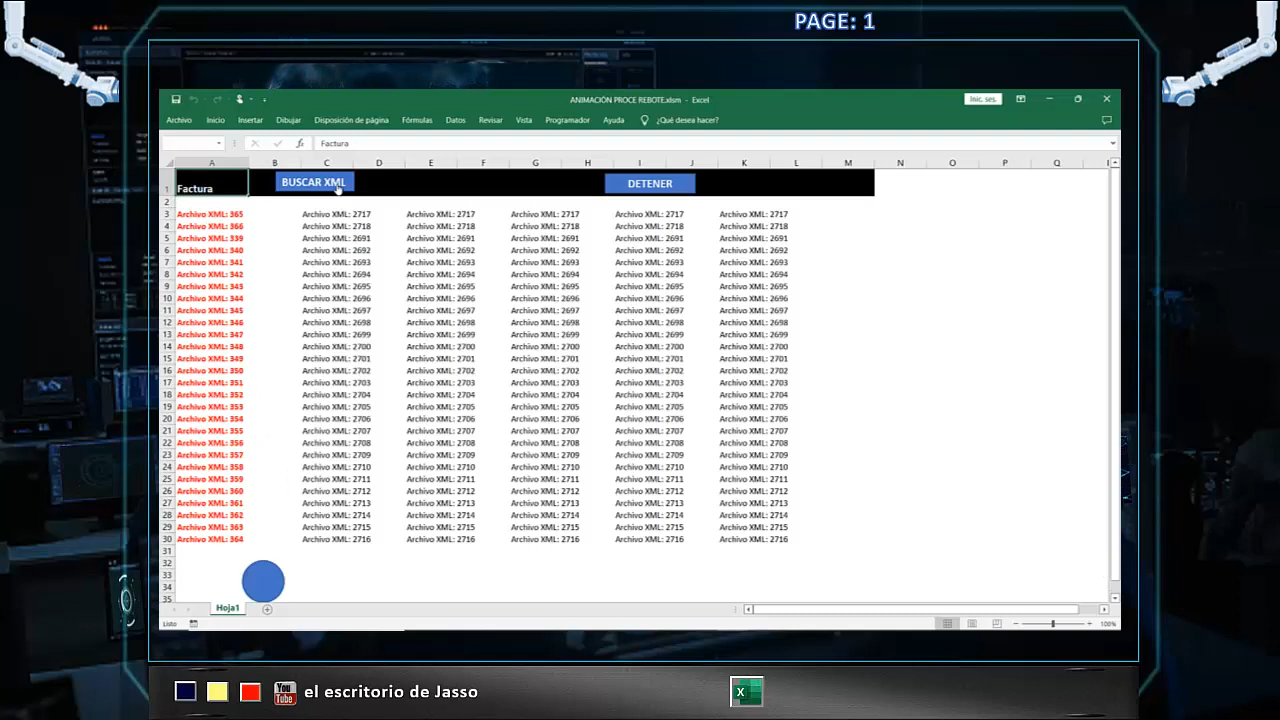 PAGE: 1
ANIMACIÓN PROCE REBOTE.xlsm - Excel
Inic. ses.
Archivo Inicio Insertar Dibujar Disposición de página Fórmulas Datos Revisar Vista Programador Ayuda ¿Qué desea hacer?
fx Factura
A B C D E F G H I J K L M N O P Q
1 Factura BUSCAR XML DETENER
2
3 Archivo XML: 365 Archivo XML: 2717 Archivo XML: 2717 Archivo XML: 2717 Archivo XML: 2717 Archivo XML: 2717
4 Archivo XML: 366 Archivo XML: 2718 Archivo XML: 2718 Archivo XML: 2718 Archivo XML: 2718 Archivo XML: 2718
5 Archivo XML: 339 Archivo XML: 2691 Archivo XML: 2691 Archivo XML: 2691 Archivo XML: 2691 Archivo XML: 2691
6 Archivo XML: 340 Archivo XML: 2692 Archivo XML: 2692 Archivo XML: 2692 Archivo XML: 2692 Archivo XML: 2692
7 Archivo XML: 341 Archivo XML: 2693 Archivo XML: 2693 Archivo XML: 2693 Archivo XML: 2693 Archivo XML: 2693
8 Archivo XML: 342 Archivo XML: 2694 Archivo XML: 2694 Archivo XML: 2694 Archivo XML: 2694 Archivo XML: 2694
9 Archivo XML: 343 Archivo XML: 2695 Archivo XML: 2695 Archivo XML: 2695 Archivo XML: 2695 Archivo XML: 2695
10 Archivo XML: 344 Archivo XML: 2696 Archivo XML: 2696 Archivo XML: 2696 Archivo XML: 2696 Archivo XML: 2696
11 Archivo XML: 345 Archivo XML: 2697 Archivo XML: 2697 Archivo XML: 2697 Archivo XML: 2697 Archivo XML: 2697
12 Archivo XML: 346 Archivo XML: 2698 Archivo XML: 2698 Archivo XML: 2698 Archivo XML: 2698 Archivo XML: 2698
13 Archivo XML: 347 Archivo XML: 2699 Archivo XML: 2699 Archivo XML: 2699 Archivo XML: 2699 Archivo XML: 2699
14 Archivo XML: 348 Archivo XML: 2700 Archivo XML: 2700 Archivo XML: 2700 Archivo XML: 2700 Archivo XML: 2700
15 Archivo XML: 349 Archivo XML: 2701 Archivo XML: 2701 Archivo XML: 2701 Archivo XML: 2701 Archivo XML: 2701
16 Archivo XML: 350 Archivo XML: 2702 Archivo XML: 2702 Archivo XML: 2702 Archivo XML: 2702 Archivo XML: 2702
17 Archivo XML: 351 Archivo XML: 2703 Archivo XML: 2703 Archivo XML: 2703 Archivo XML: 2703 Archivo XML: 2703
18 Archivo XML: 352 Archivo XML: 2704 Archivo XML: 2704 Archivo XML: 2704 Archivo XML: 2704 Archivo XML: 2704
19 Archivo XML: 353 Archivo XML: 2705 Archivo XML: 2705 Archivo XML: 2705 Archivo XML: 2705 Archivo XML: 2705
20 Archivo XML: 354 Archivo XML: 2706 Archivo XML: 2706 Archivo XML: 2706 Archivo XML: 2706 Archivo XML: 2706
21 Archivo XML: 355 Archivo XML: 2707 Archivo XML: 2707 Archivo XML: 2707 Archivo XML: 2707 Archivo XML: 2707
22 Archivo XML: 356 Archivo XML: 2708 Archivo XML: 2708 Archivo XML: 2708 Archivo XML: 2708 Archivo XML: 2708
23 Archivo XML: 357 Archivo XML: 2709 Archivo XML: 2709 Archivo XML: 2709 Archivo XML: 2709 Archivo XML: 2709
24 Archivo XML: 358 Archivo XML: 2710 Archivo XML: 2710 Archivo XML: 2710 Archivo XML: 2710 Archivo XML: 2710
25 Archivo XML: 359 Archivo XML: 2711 Archivo XML: 2711 Archivo XML: 2711 Archivo XML: 2711 Archivo XML: 2711
26 Archivo XML: 360 Archivo XML: 2712 Archivo XML: 2712 Archivo XML: 2712 Archivo XML: 2712 Archivo XML: 2712
27 Archivo XML: 361 Archivo XML: 2713 Archivo XML: 2713 Archivo XML: 2713 Archivo XML: 2713 Archivo XML: 2713
28 Archivo XML: 362 Archivo XML: 2714 Archivo XML: 2714 Archivo XML: 2714 Archivo XML: 2714 Archivo XML: 2714
29 Archivo XML: 363 Archivo XML: 2715 Archivo XML: 2715 Archivo XML: 2715 Archivo XML: 2715 Archivo XML: 2715
30 Archivo XML: 364 Archivo XML: 2716 Archivo XML: 2716 Archivo XML: 2716 Archivo XML: 2716 Archivo XML: 2716
31
32
33
34
35
Hoja1
Listo 100%
You Tube el escritorio de Jasso X